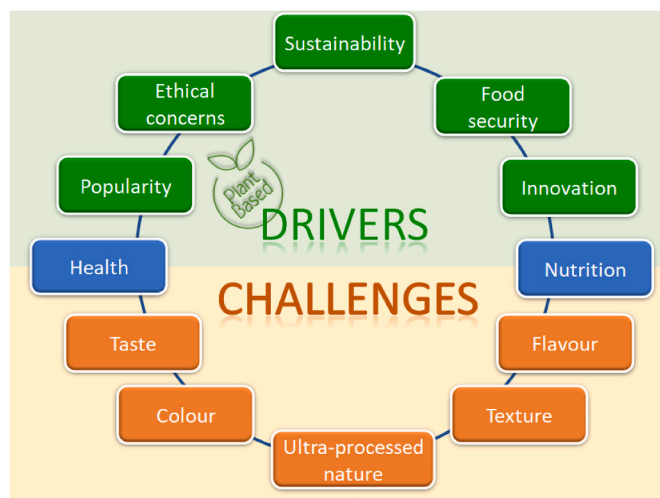 Sustainability
Ethical
concerns
Food
security
Popularity
Plant
Based
Innovation
DRIVERS
Health
Nutrition
CHALLENGES
Taste
Flavour
Colour
Texture
Ultra-processed
nature